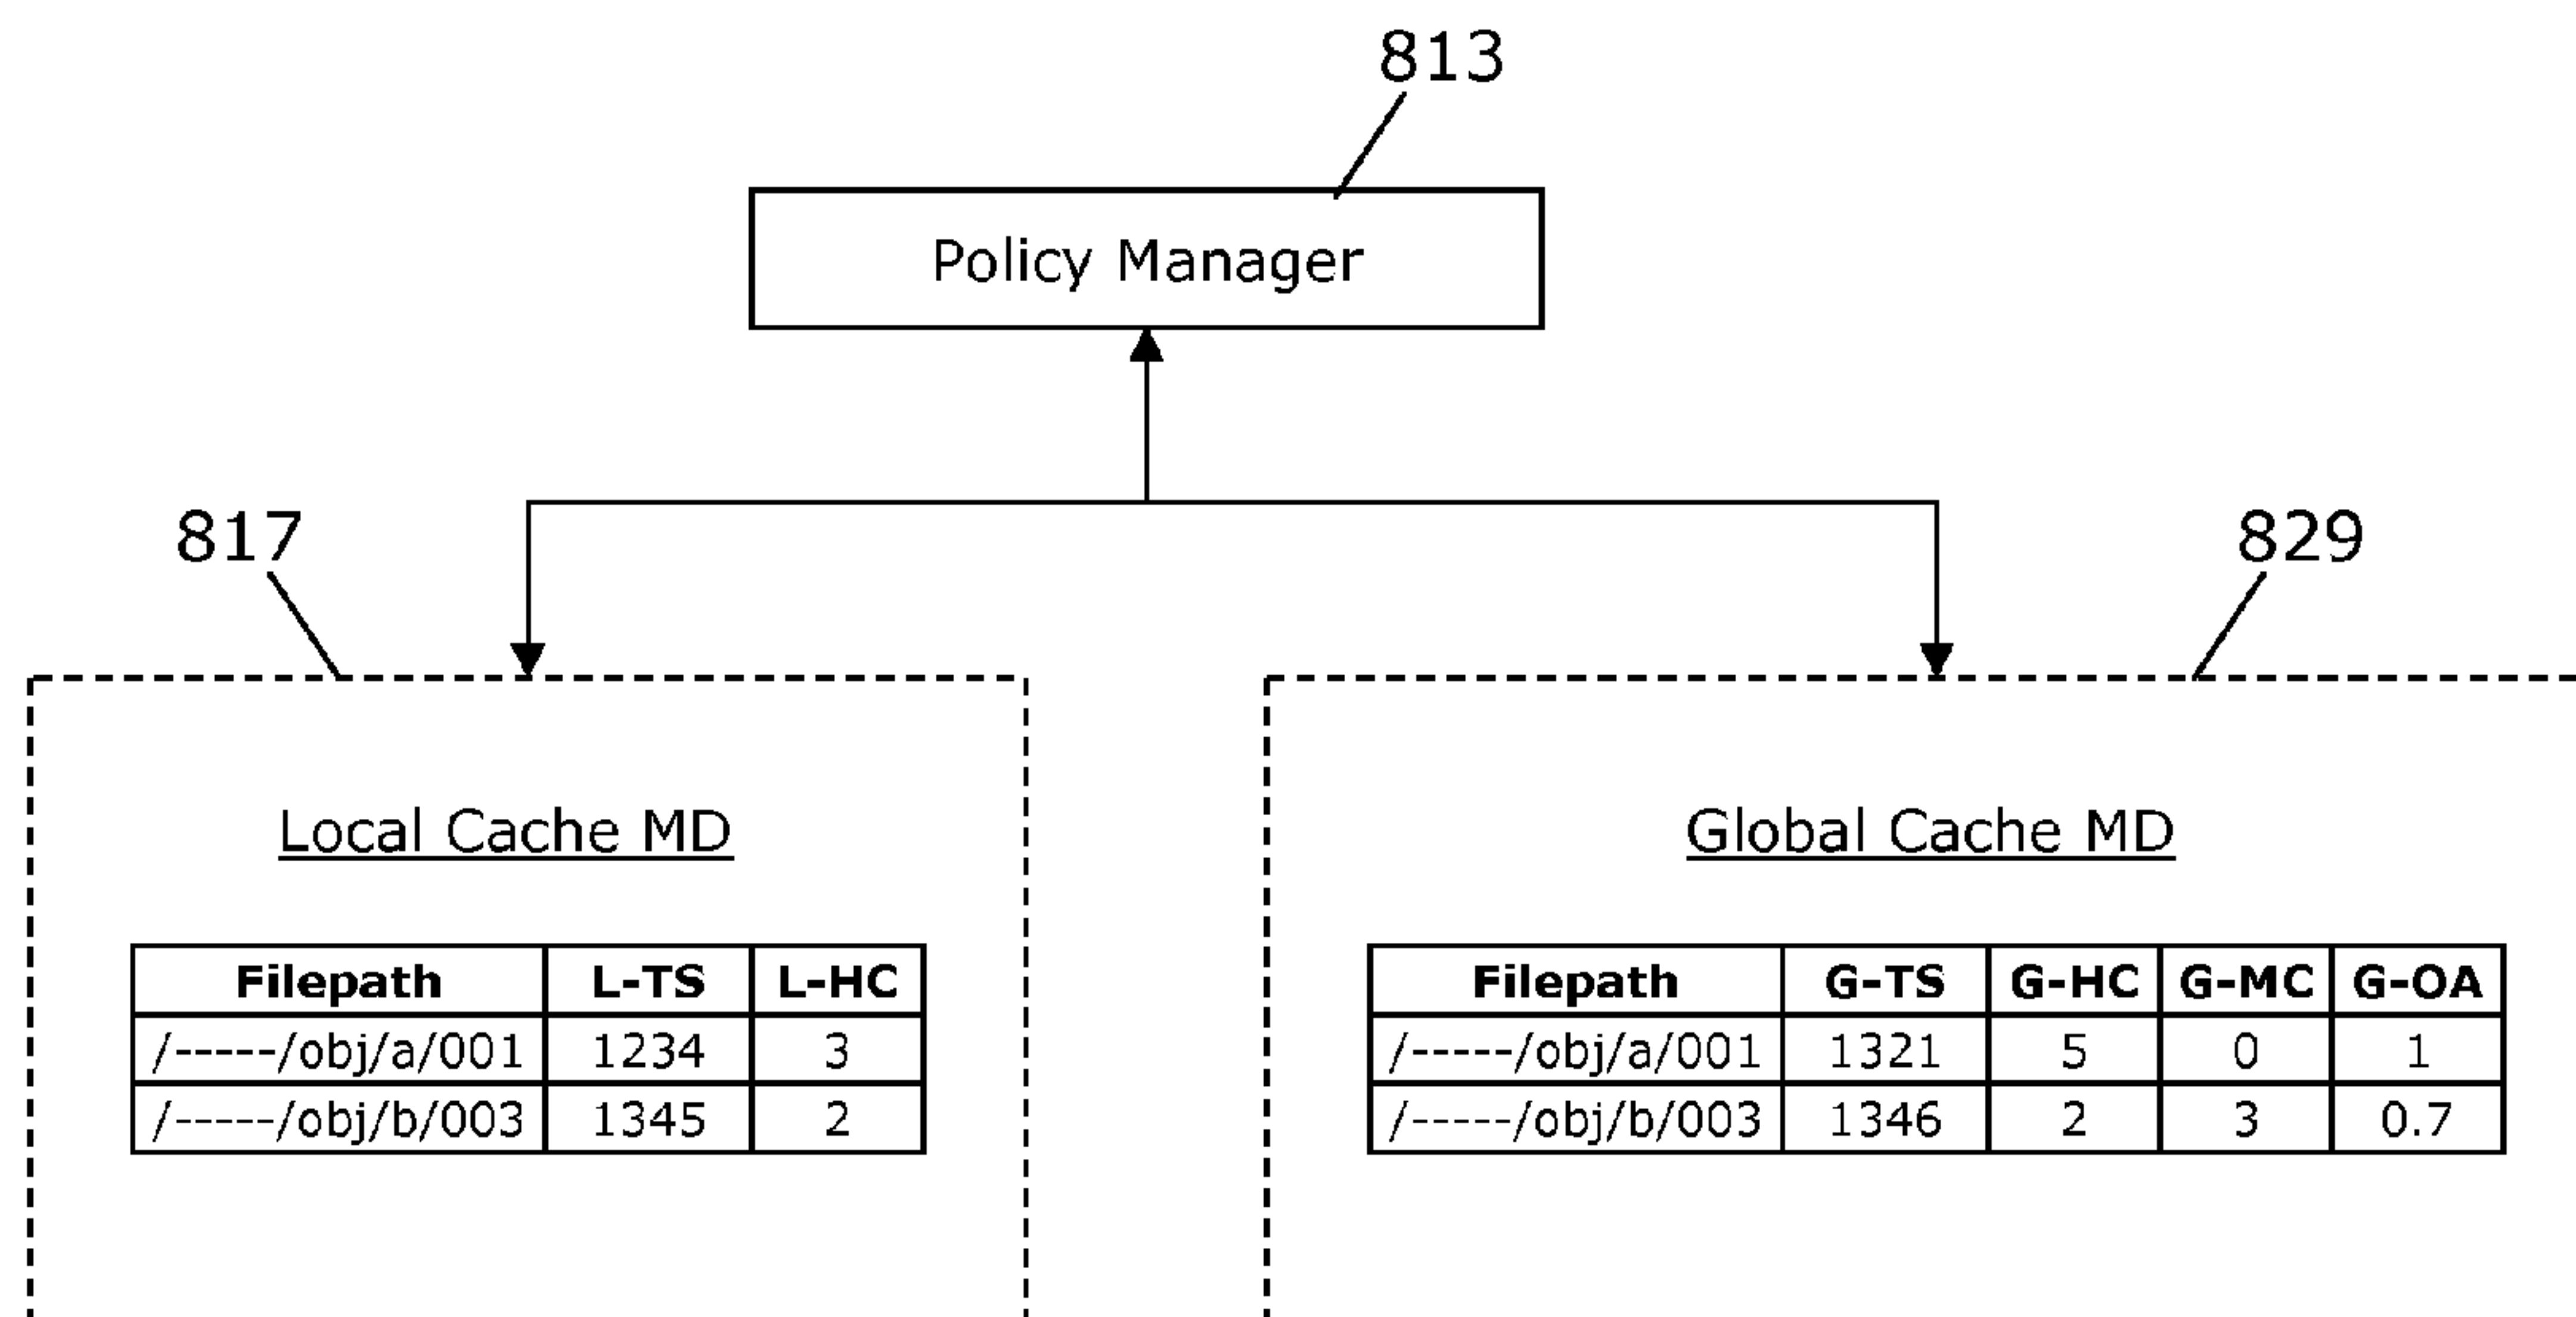 813
Policy Manager
817
829
Local Cache MD
Filepath L-TS L-HC
/-----/obj/a/001 1234 3
/-----/obj/b/003 1345 2
Global Cache MD
Filepath G-TS G-HC G-MC G-OA
/-----/obj/a/001 1321 5 0 1
/-----/obj/b/003 1346 2 3 0.7